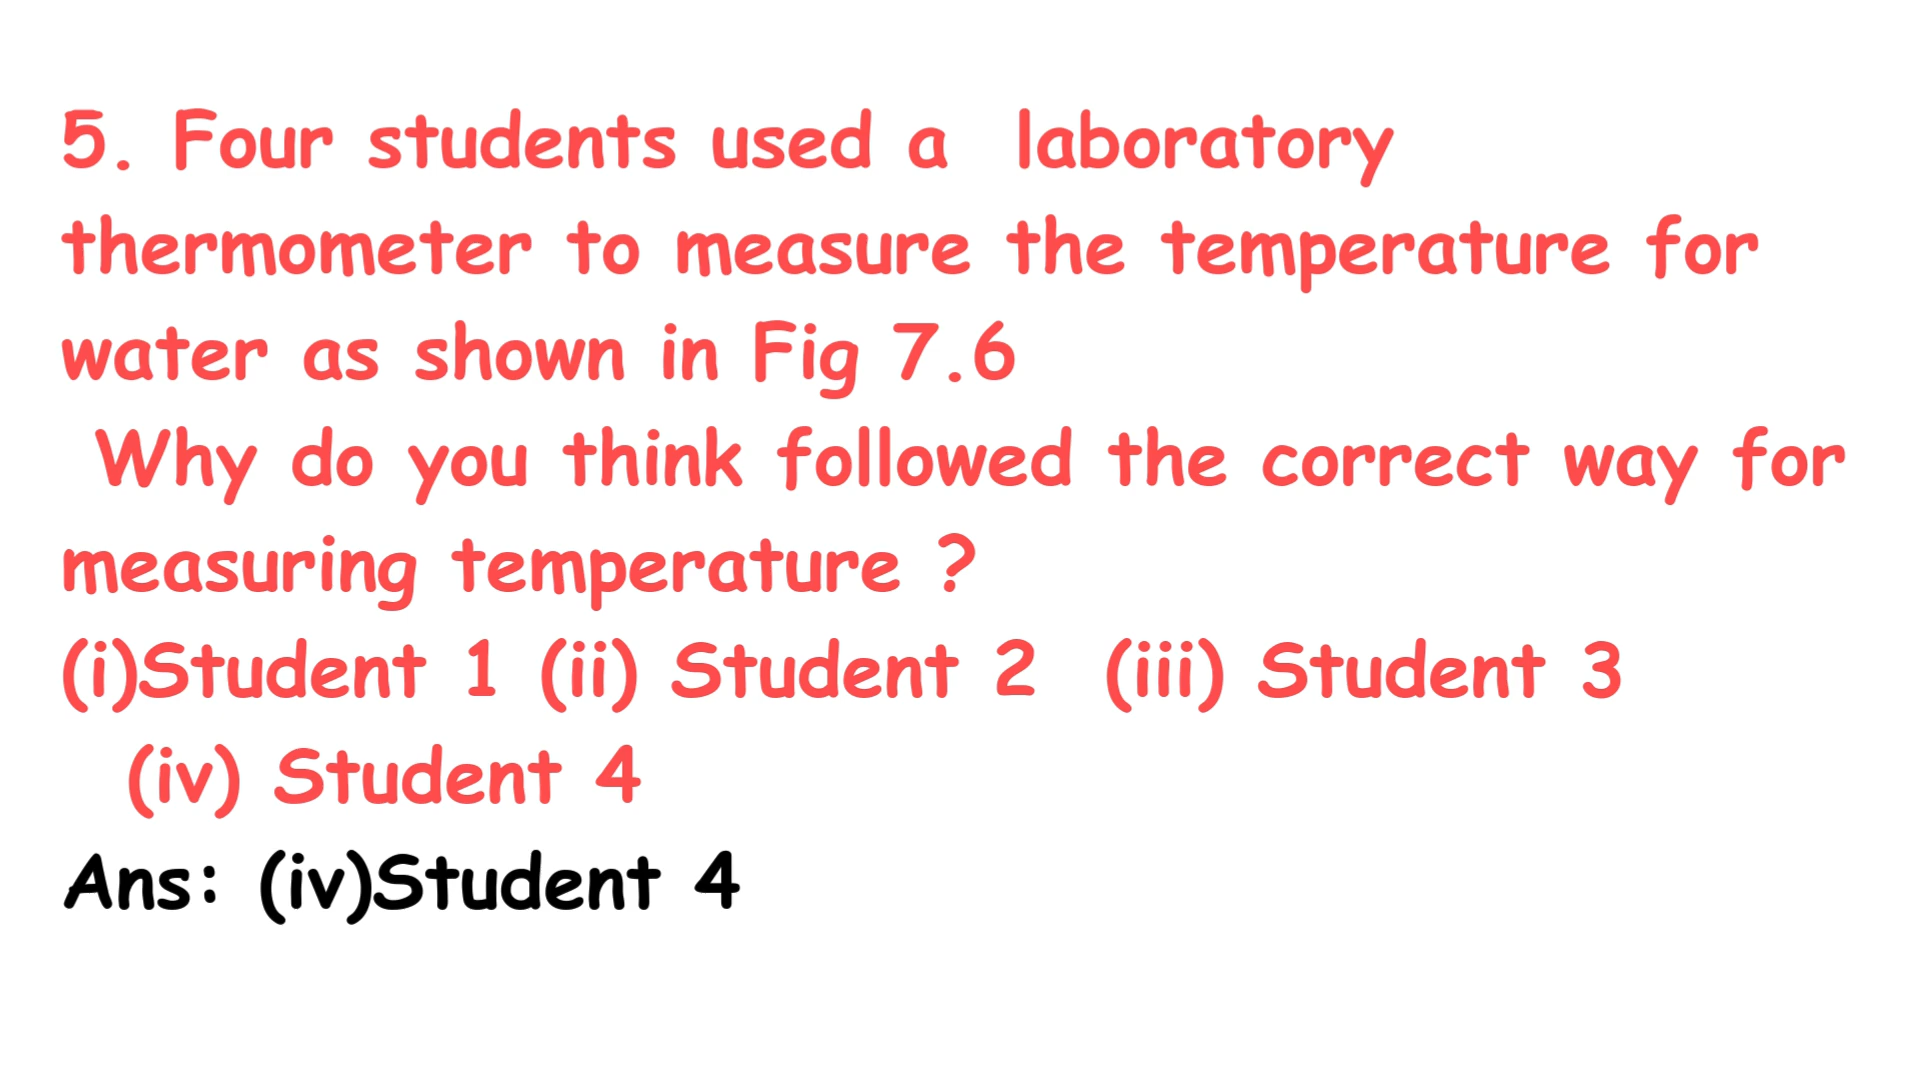 5. Four students used a laboratory
thermometer to measure the temperature for
water as shown in Fig 7.6
Why do you think followed the correct way for
measuring temperature ?
(i)Student 1 (ii) Student 2 (iii) Student 3
(iv) Student 4
Ans: (iv)Student 4